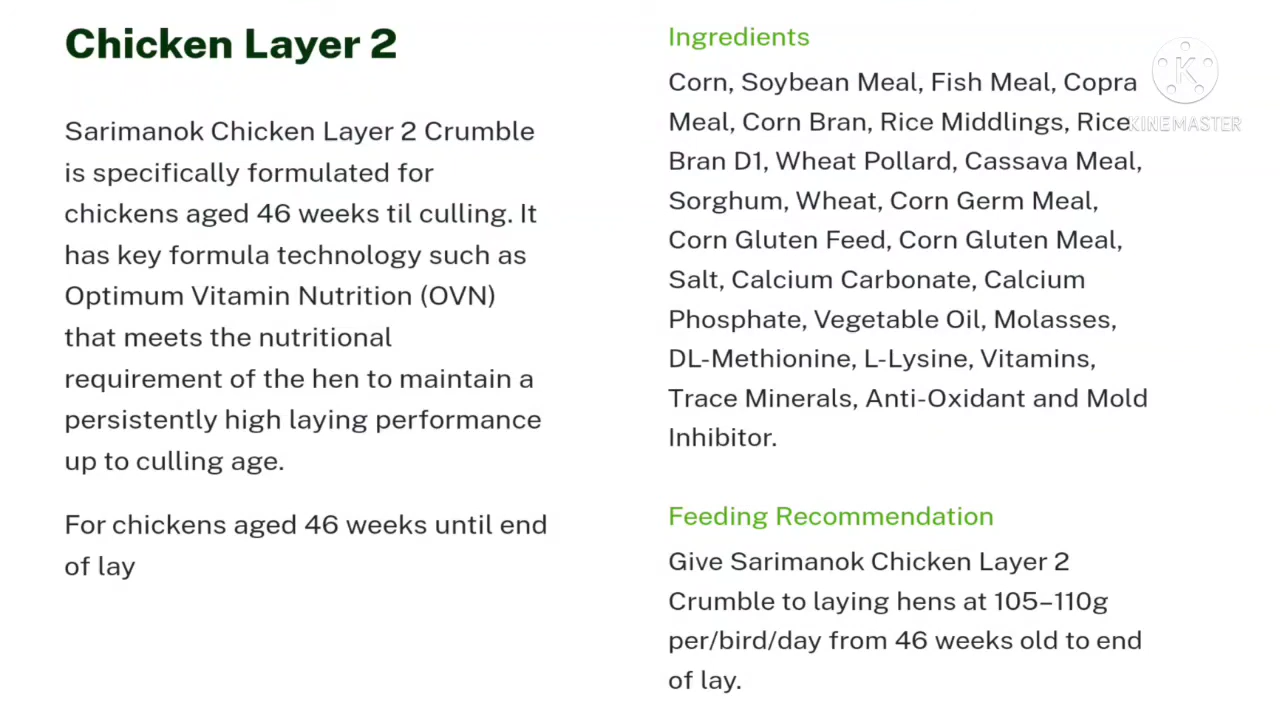 Chicken Layer 2
Sarimanok Chicken Layer 2 Crumble
is specifically formulated for
chickens aged 46 weeks til culling. It
has key formula technology such as
Optimum Vitamin Nutrition (OVN)
that meets the nutritional
requirement of the hen to maintain a
persistently high laying performance
up to culling age.
For chickens aged 46 weeks until end
of lay
Ingredients
Corn, Soybean Meal, Fish Meal, Copra
Meal, Corn Bran, Rice Middlings, Rice
Bran D1, Wheat Pollard, Cassava Meal,
Sorghum, Wheat, Corn Germ Meal,
Corn Gluten Feed, Corn Gluten Meal,
Salt, Calcium Carbonate, Calcium
Phosphate, Vegetable Oil, Molasses,
DL-Methionine, L-Lysine, Vitamins,
Trace Minerals, Anti-Oxidant and Mold
Inhibitor.
Feeding Recommendation
Give Sarimanok Chicken Layer 2
Crumble to laying hens at 105–110g
per/bird/day from 46 weeks old to end
of lay.
K
KINEMASTER